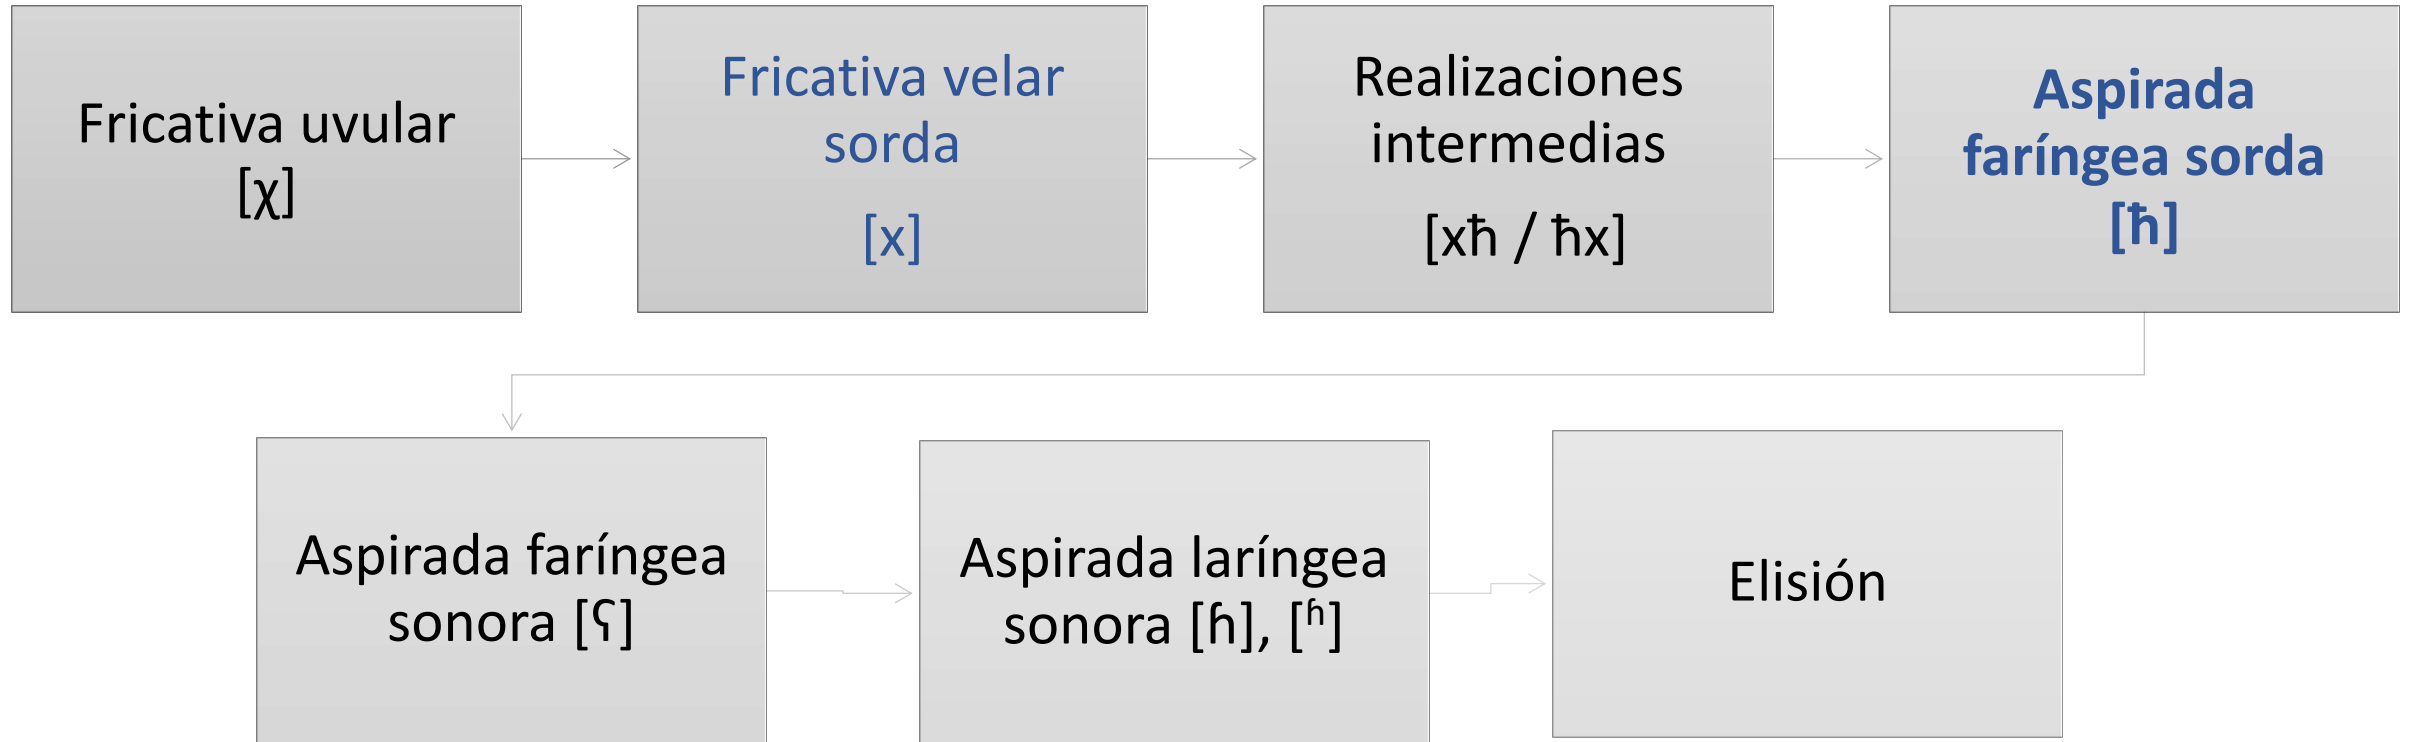 Fricativa uvular
[χ]
Fricativa velar
sorda
[x]
Realizaciones
intermedias
[xħ / ħx]
Aspirada
faríngea sorda
[ħ]
Aspirada faríngea
sonora [ʕ]
Aspirada laríngea
sonora [ɦ], [ʱ]
Elisión